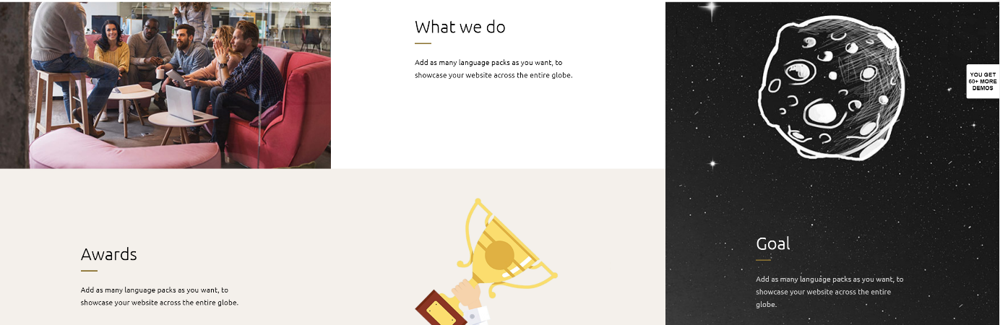 What we do
Add as many language packs as you want, to
showcase your website across the entire globe.
YOU GET
60+ MORE
DEMOS
Awards
Add as many language packs as you want, to
showcase your website across the entire globe.
Goal
Add as many language packs as you want, to
showcase your website across the entire
globe.